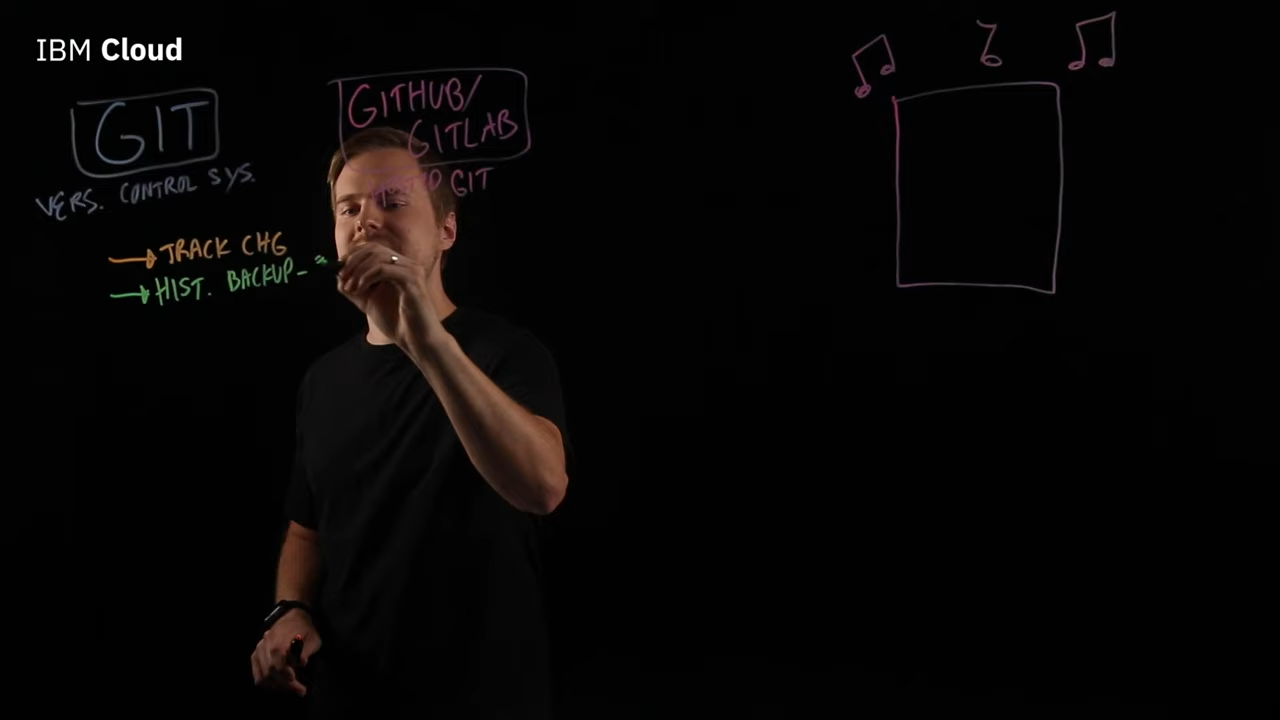 IBM Cloud
GIT
VERS. CONTROL SYS.
GITHUB/
GITLAB
GIT
TRACK CHG
HIST. BACKUP-